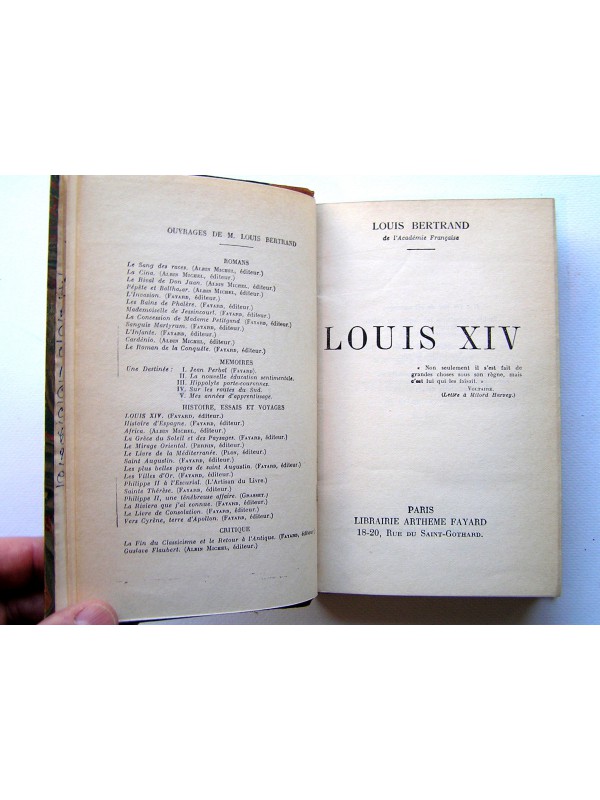 OUVRAGES DE M. LOUIS BERTRAND
ROMANS
Le Sang des races. (ALBIN MICHEL, éditeur.)
La Cina. (ALBIN MICHEL, éditeur.)
Le Rival de Don Juan. (ALBIN MICHEL, éditeur.)
Pépète et Balthazar. (ALBIN MICHEL, éditeur.)
L'Invasion. (FAYARD, éditeur.)
Les Bains de Phalère. (FAYARD, éditeur.)
Mademoiselle de Jessincourt. (FAYARD, éditeur.)
La Concession de Madame Petitgand. (FAYARD, éditeur.)
Sanguis Martyrum. (FAYARD, éditeur.)
L'Infante. (FAYARD, éditeur.)
Cardenio. (ALBIN MICHEL, éditeur.)
Le Roman de la Conquête. (FAYARD, éditeur.)
MÉMOIRES
Une Destinée : I. Jean Perbal (FAYARD).
II. La nouvelle éducation sentimentale.
III. Hippolyte porte-couronnes.
IV. Sur les routes du Sud.
V. Mes années d'apprentissage.
HISTOIRE, ESSAIS ET VOYAGES
LOUIS XIV. (FAYARD, éditeur.)
Histoire d'Espagne. (FAYARD, éditeur.)
Africa. (ALBIN MICHEL, éditeur.)
La Grèce du Soleil et des Paysages. (FAYARD, éditeur.)
Le Mirage Oriental. (PERRIN, éditeur.)
Le Livre de la Méditerranée. (PLON, éditeur.)
Saint Augustin. (FAYARD, éditeur.)
Les plus belles pages de saint Augustin. (FAYARD, éditeur.)
Les Villes d'Or. (FAYARD, éditeur.)
Philippe II à l'Escurial. (L'Artisan du Livre.)
Sainte Thérèse. (FAYARD, éditeur.)
Philippe II, une ténébreuse affaire. (GRASSET.)
La Riviera que j'ai connue. (FAYARD, éditeur.)
Le Livre de Consolation. (FAYARD, éditeur.)
Vers Cyrène, terre d'Apollon. (FAYARD, éditeur.)
CRITIQUE
La Fin du Classicisme et le Retour à l'Antique. (FAYARD, éditeur.)
Gustave Flaubert. (ALBIN MICHEL, éditeur.)
LOUIS BERTRAND
de l'Académie Française
LOUIS XIV
« Non seulement il s'est fait de
grandes choses sous son règne, mais
c'est lui qui les faisait. »
VOLTAIRE.
(Lettre à Milord Harvey.)
PARIS
LIBRAIRIE ARTHEME FAYARD
18-20, RUE DU SAINT-GOTHARD.